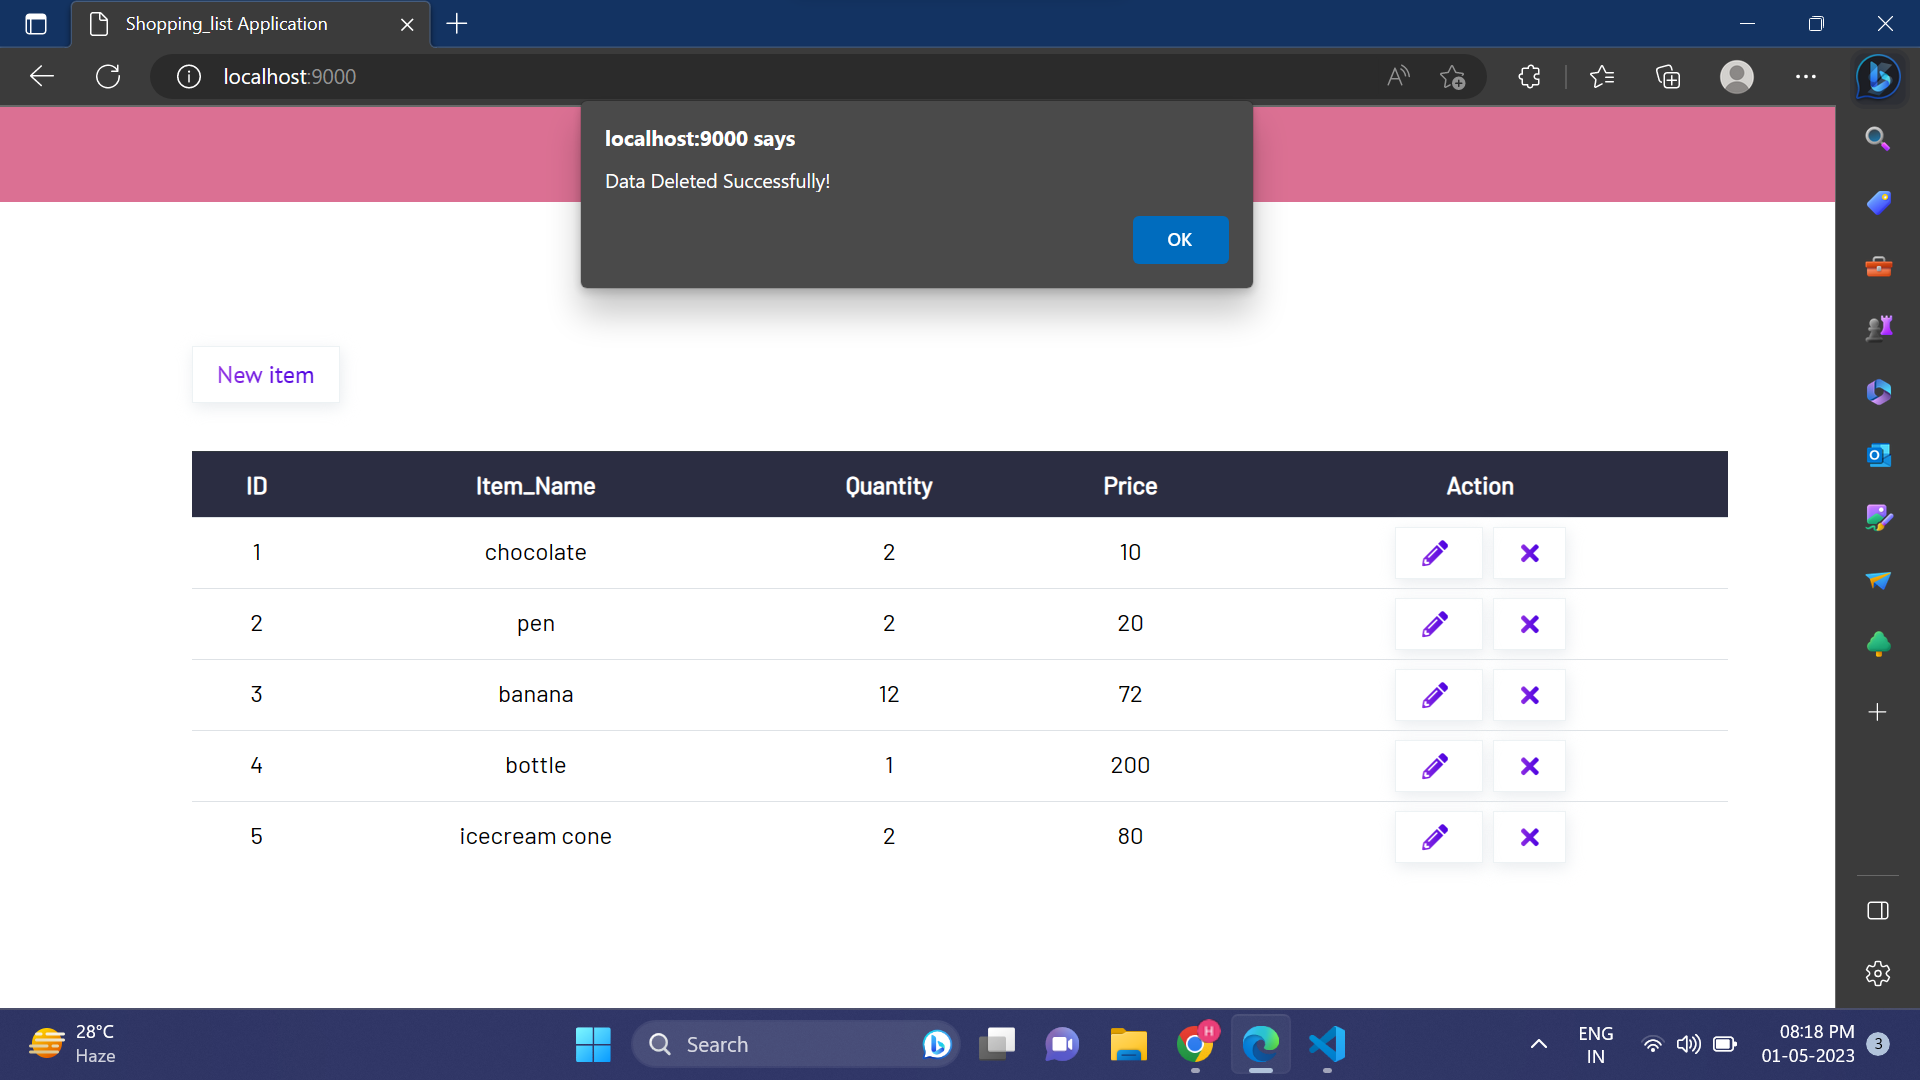 Shopping_list Application
localhost:9000
localhost:9000 says
Data Deleted Successfully!
OK
New item
ID Item_Name Quantity Price Action
1 chocolate 2 10
2 pen 2 20
3 banana 12 72
4 bottle 1 200
5 icecream cone 2 80
28°C
Haze
Search
H
ENG
IN
08:18 PM
01-05-2023
3